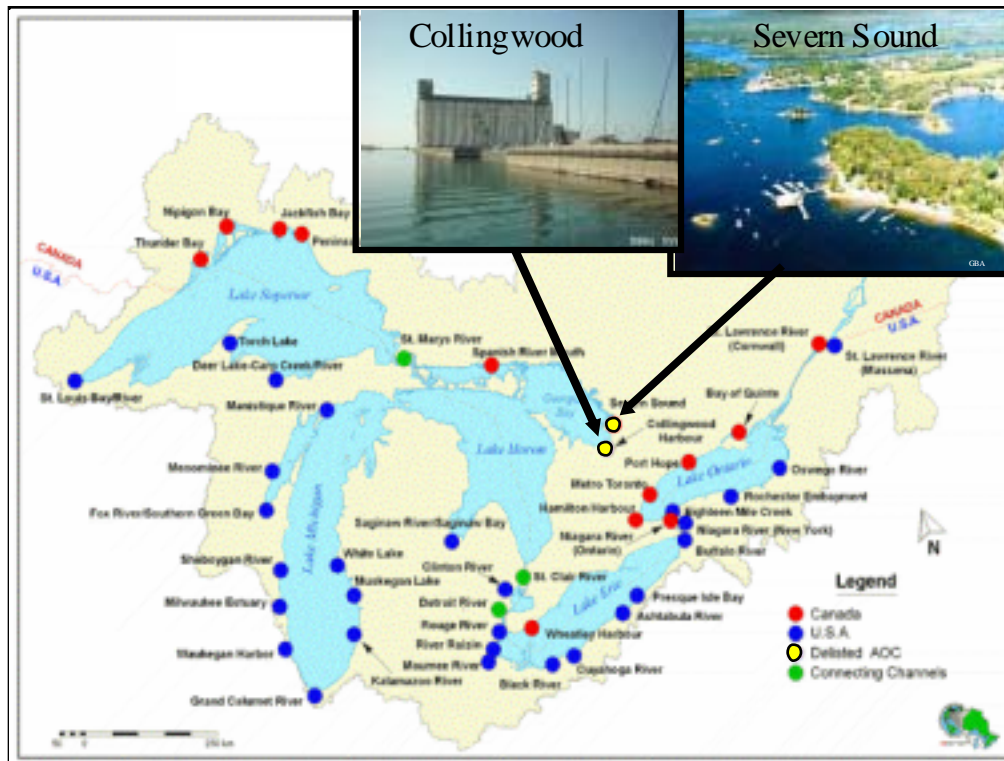 Collingwood
Severn Sound
GBA
Nipigon Bay
Jackfish Bay
Peninsu
Thunder Bay
CANADA
U.S.A
Lake Superior
Torch Lake
Deer Lake-Carp Creek/River
St. Louis Bay/River
Manistique River
St. Marys River
Spanish River Mouth
Georgian
Bay
Severn Sound
Collingwood
Harbour
CANADA
U.S.A
St. Lawrence River
(Cornwall)
St. Lawrence River
(Massena)
Bay of Quinte
Port Hope
Lake Ontario
Oswego River
Metro Toronto
Rochester Embayment
Hamilton Harbour
Eighteen Mile Creek
Niagara River (New York)
Niagara River
(Ontario)
Buffalo River
Menominee River
Fox River/Southern Green Bay
Lake Michigan
Lake Huron
Saginaw River/Saginaw Bay
Sheboygan River
White Lake
Muskegon Lake
Milwaukee Estuary
Waukegan Harbor
Kalamazoo River
Grand Calumet River
Clinton River
St. Clair River
Detroit River
Rouge River
River Raisin
Maumee River
Lake Erie
Presque Isle Bay
Ashtabula River
Wheatley Harbour
Cuyahoga River
Black River
N
Legend
Canada
U.S.A
Delisted AOC
Connecting Channels
50 0 250 km